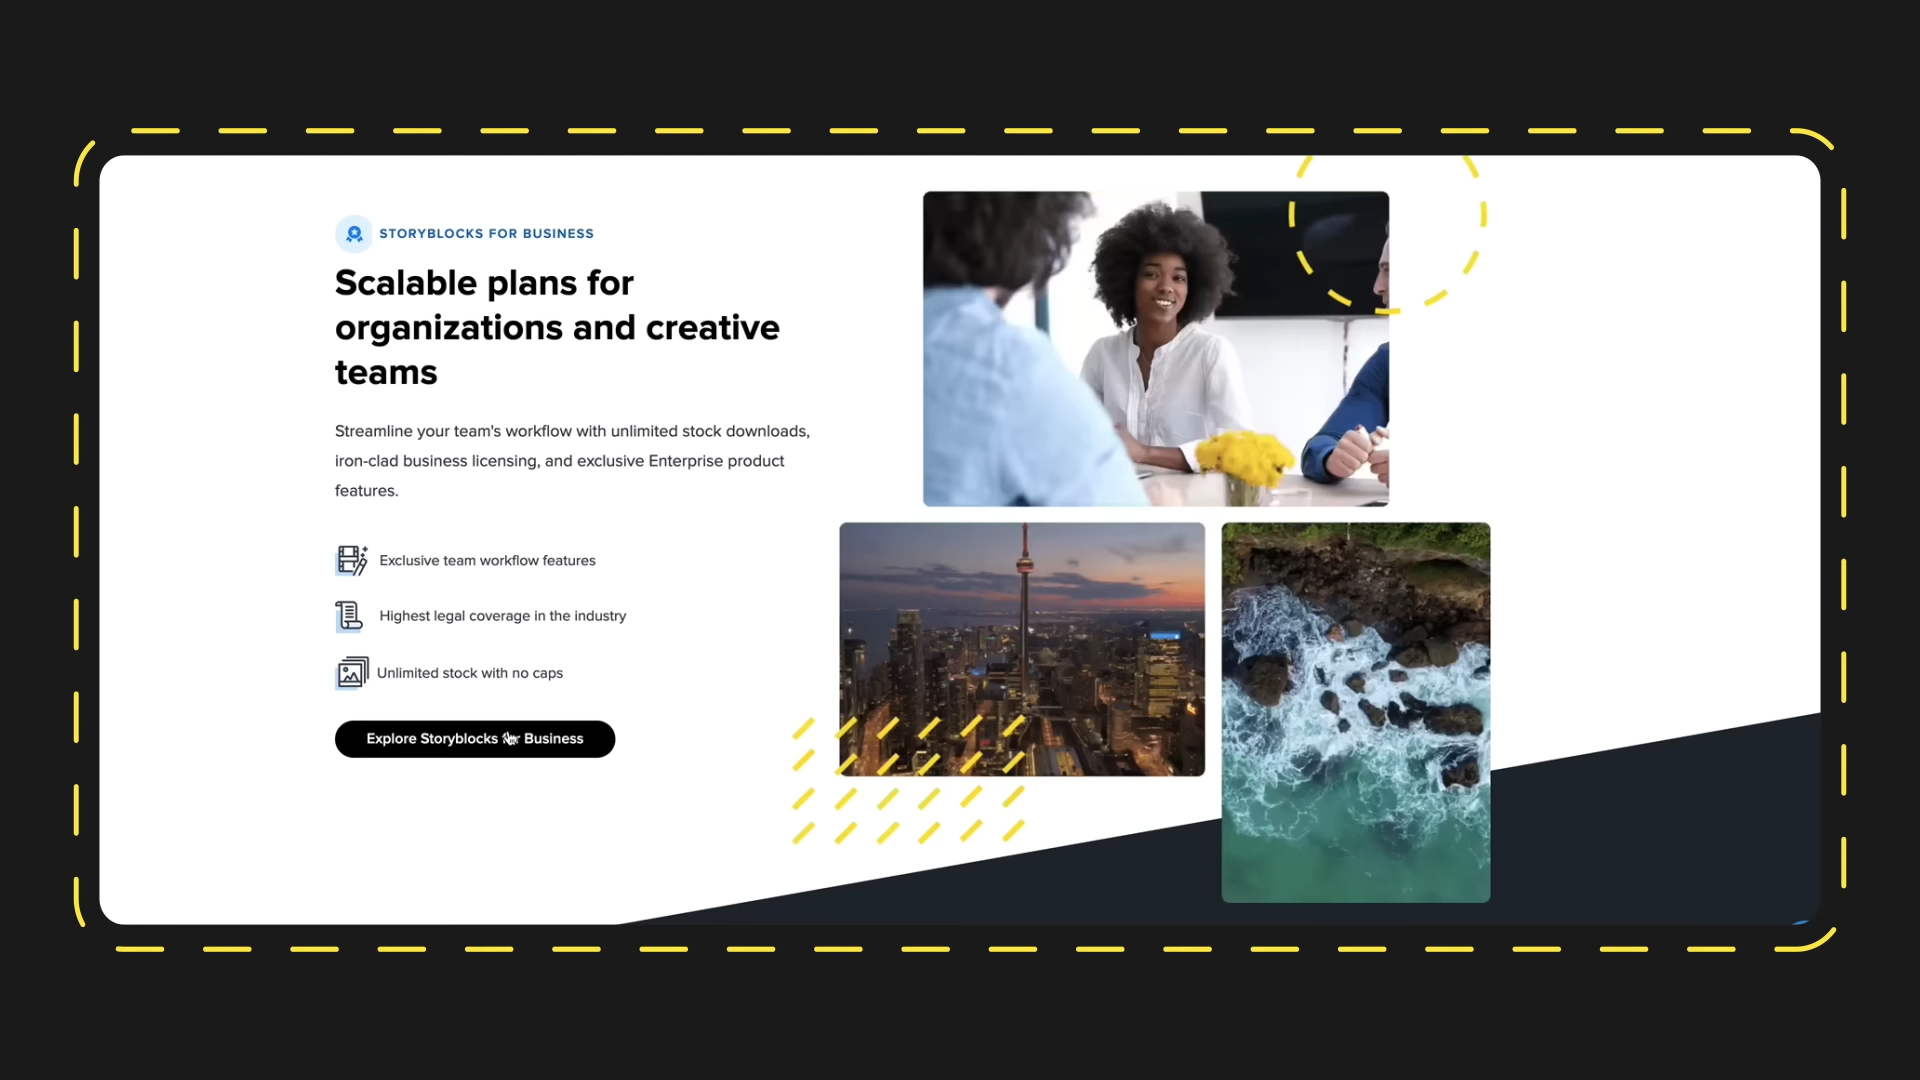 STORYBLOCKS FOR BUSINESS
Scalable plans for
organizations and creative
teams
Streamline your team's workflow with unlimited stock downloads,
iron-clad business licensing, and exclusive Enterprise product
features.
Exclusive team workflow features
Highest legal coverage in the industry
Unlimited stock with no caps
Explore Storyblocks for Business